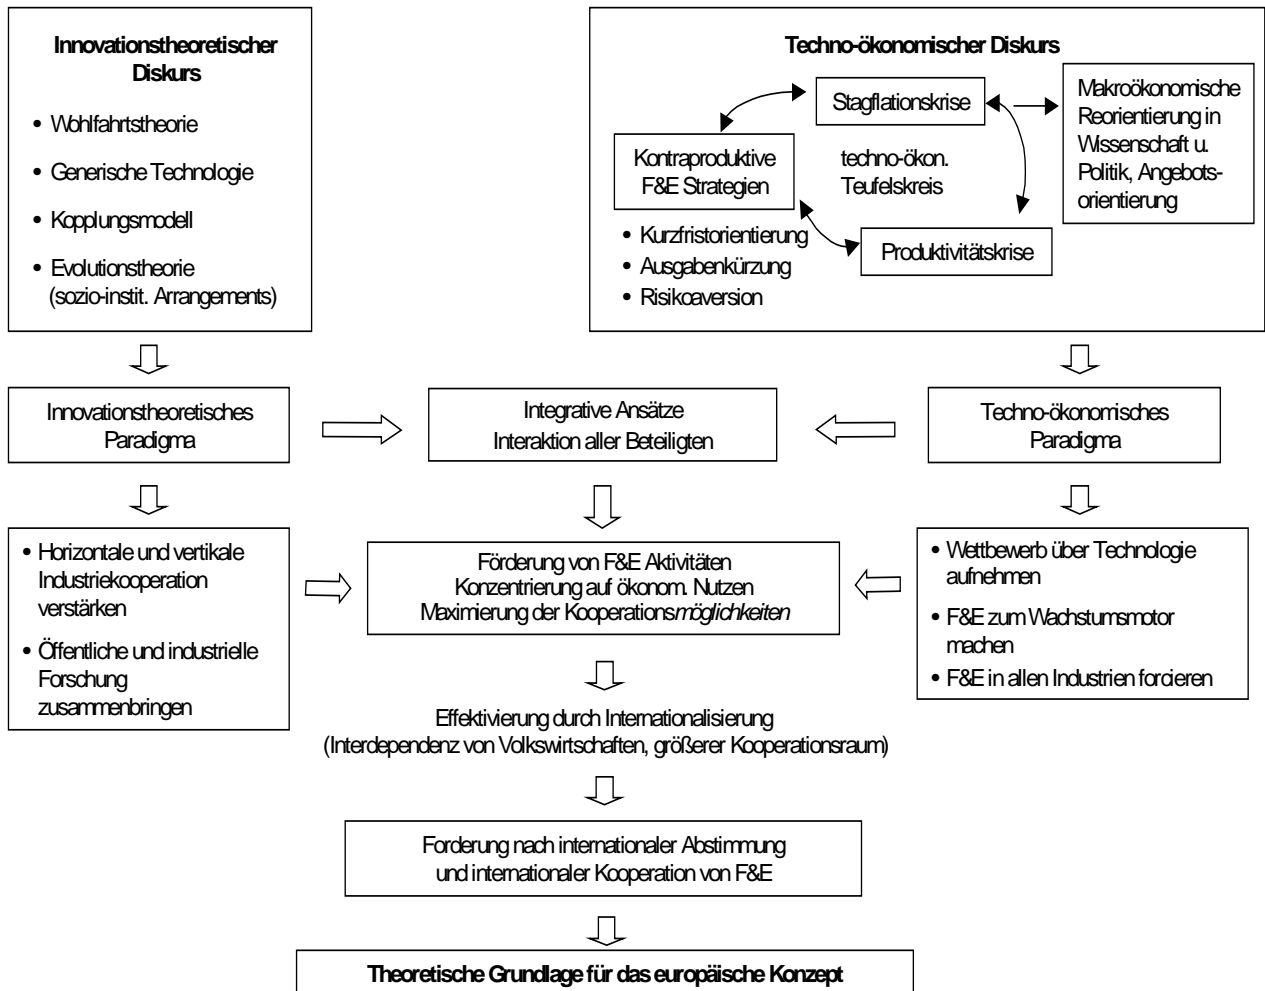 Innovationstheoretischer
Diskurs
• Wohlfahrtstheorie
• Generische Technologie
• Kopplungsmodell
• Evolutionstheorie
(sozio-instit. Arrangements)
Techno-ökonomischer Diskurs
Stagflationskrise
Makroökonomische
Reorientierung in
Wissenschaft u.
Politik, Angebots-
orientierung
Kontraproduktive
F&E Strategien
techno-ökon.
Teufelskreis
• Kurzfristorientierung
• Ausgabenkürzung
• Risikoaversion
Produktivitätskrise
Innovationstheoretisches
Paradigma
Integrative Ansätze
Interaktion aller Beteiligten
Techno-ökonomisches
Paradigma
• Horizontale und vertikale
Industriekooperation
verstärken
• Öffentliche und industrielle
Forschung
zusammenbringen
Förderung von F&E Aktivitäten
Konzentrierung auf ökonom. Nutzen
Maximierung der Kooperationsmöglichkeiten
• Wettbewerb über Technologie
aufnehmen
• F&E zum Wachstumsmotor
machen
• F&E in allen Industrien forcieren
Effektivierung durch Internationalisierung
(Interdependenz von Volkswirtschaften, größerer Kooperationsraum)
Forderung nach internationaler Abstimmung
und internationaler Kooperation von F&E
Theoretische Grundlage für das europäische Konzept